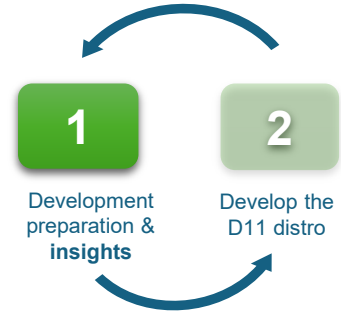 1
2
Development
preparation &
insights
Develop the
D11 distro